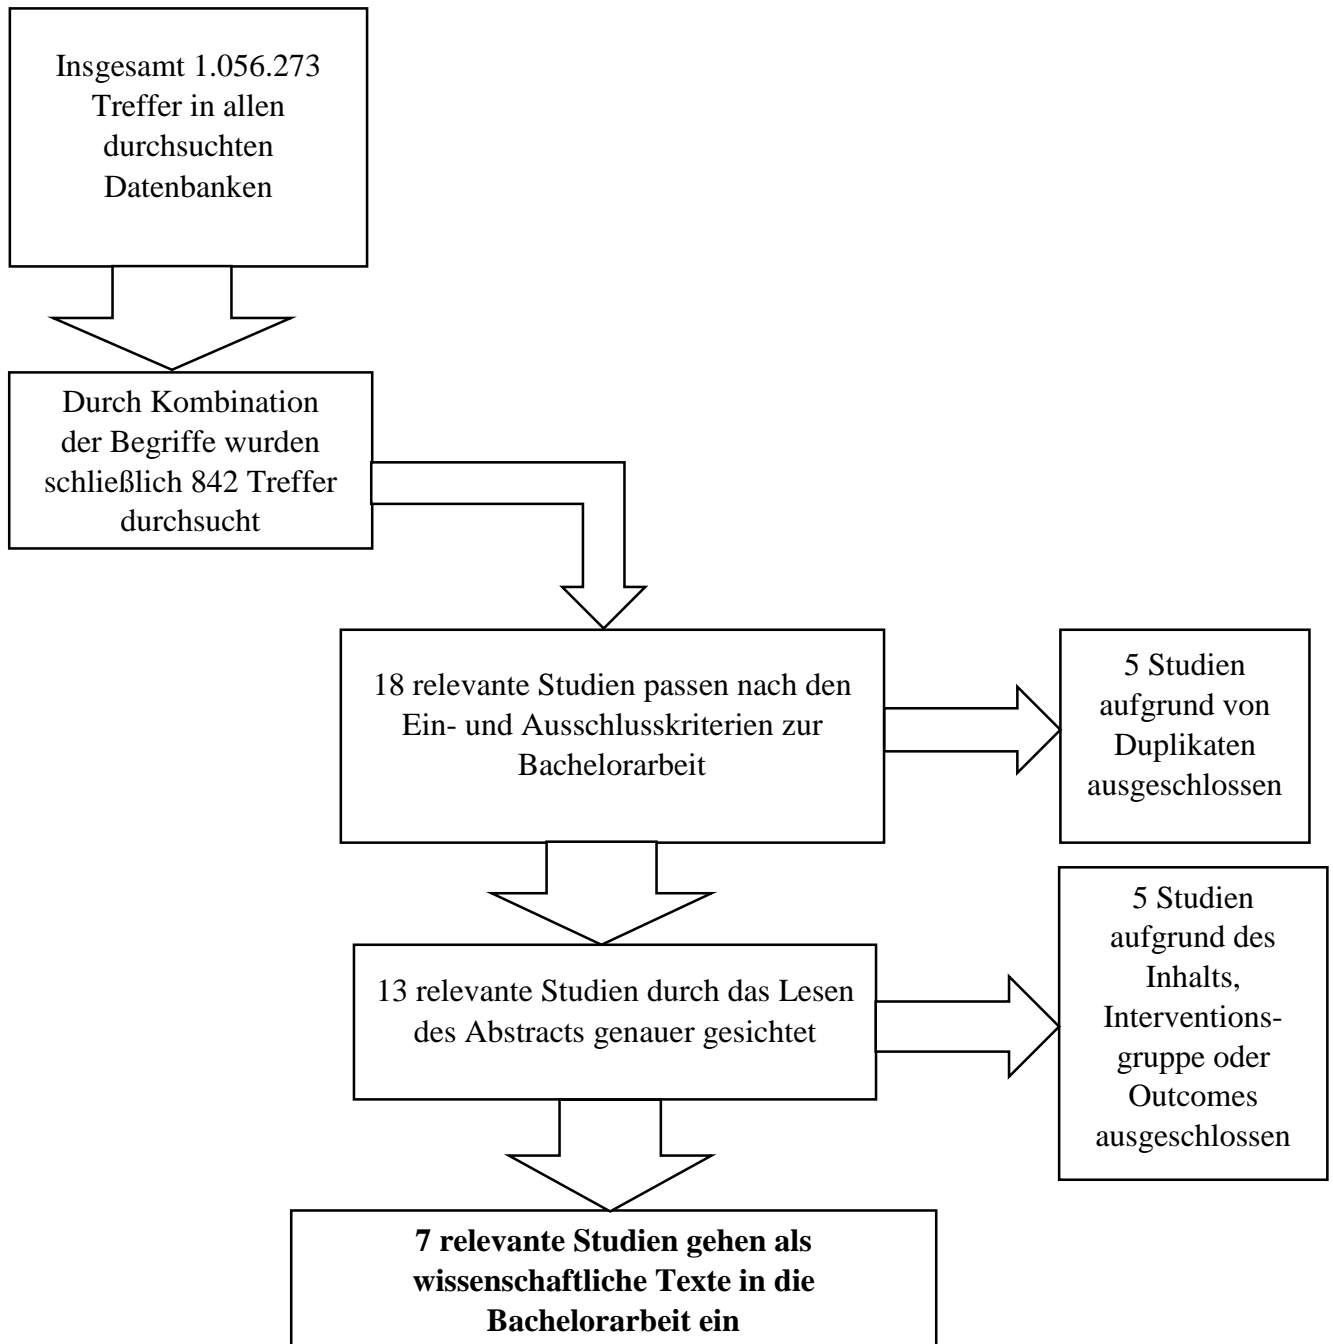 Insgesamt 1.056.273
Treffer in allen
durchsuchten
Datenbanken
Durch Kombination
der Begriffe wurden
schließlich 842 Treffer
durchsucht
18 relevante Studien passen nach den
Ein- und Ausschlusskriterien zur
Bachelorarbeit
5 Studien
aufgrund von
Duplikaten
ausgeschlossen
13 relevante Studien durch das Lesen
des Abstracts genauer gesichtet
5 Studien
aufgrund des
Inhalts,
Interventions-
gruppe oder
Outcomes
ausgeschlossen
7 relevante Studien gehen als
wissenschaftliche Texte in die
Bachelorarbeit ein